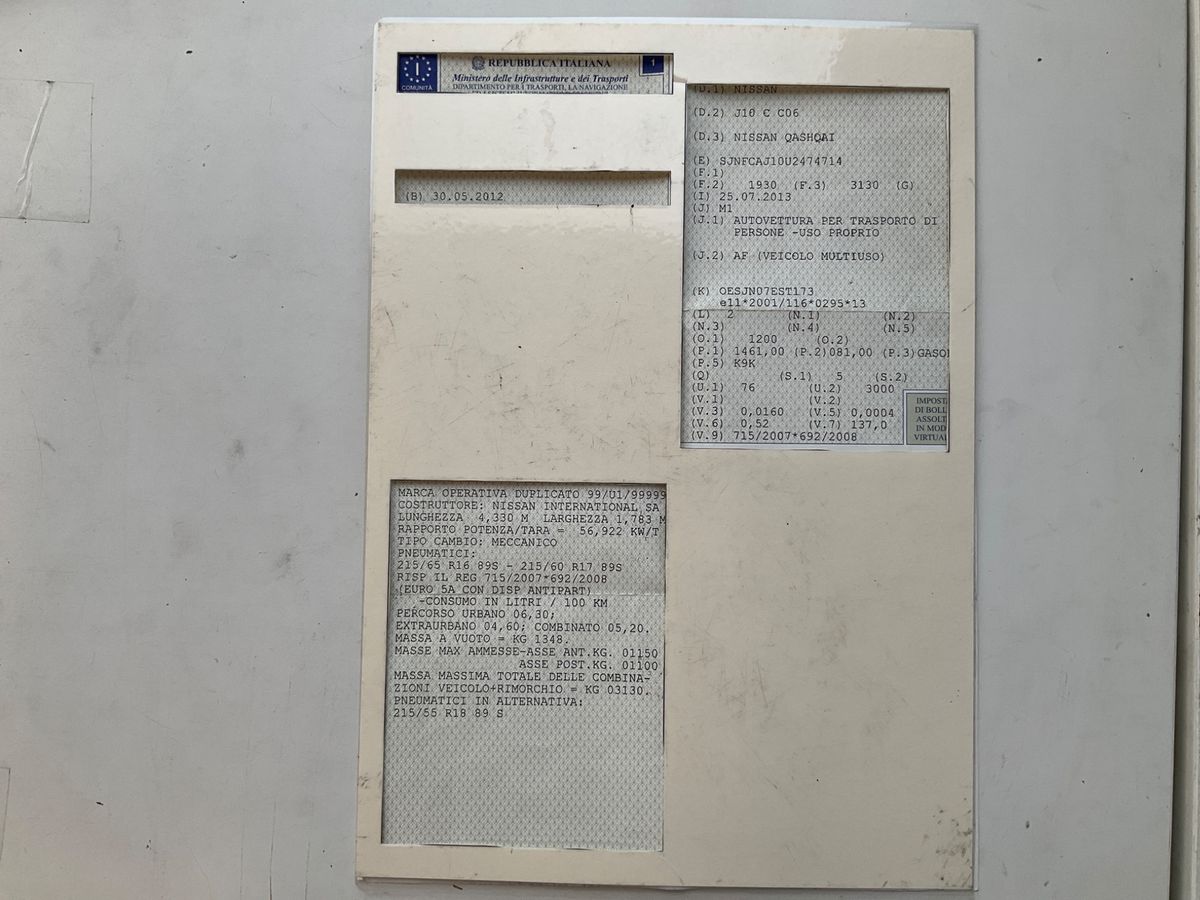 I
COMUNITÀ
REPUBBLICA ITALIANA
1
Ministero delle Infrastrutture e dei Trasporti
DIPARTIMENTO PER I TRASPORTI, LA NAVIGAZIONE
(B) 30.05.2012
(D.1) NISSAN
(D.2) J10 C C06
(D.3) NISSAN QASHQAI
(E) SJNFCAJ10U2474714
(F.1)
(F.2) 1930 (F.3) 3130 (G)
(I) 25.07.2013
(J) M1
(J.1) AUTOVETTURA PER TRASPORTO DI
PERSONE -USO PROPRIO
(J.2) AF (VEICOLO MULTIUSO)
(K) OESJN07EST173
e11*2001/116*0295*13
(L) 2 (N.1) (N.2)
(N.3) (N.4) (N.5)
(O.1) 1200 (O.2)
(P.1) 1461,00 (P.2)081,00 (P.3)GASO
(P.5) K9K
(Q) (S.1) 5 (S.2)
(U.1) 76 (U.2) 3000
(V.1) (V.2)
(V.3) 0,0160 (V.5) 0,0004
(V.6) 0,52 (V.7) 137,0
(V.9) 715/2007*692/2008
IMPOSTA
DI BOLL
ASSOLT
IN MOD
VIRTUA
MARCA OPERATIVA DUPLICATO 99/U1/99999
COSTRUTTORE: NISSAN INTERNATIONAL SA
LUNGHEZZA 4,330 M LARGHEZZA 1,783 M
RAPPORTO POTENZA/TARA = 56,922 KW/T
TIPO CAMBIO: MECCANICO
PNEUMATICI:
215/65 R16 89S - 215/60 R17 89S
RISP IL REG 715/2007*692/2008
(EURO 5A CON DISP ANTIPART)
-CONSUMO IN LITRI / 100 KM
PERCORSO URBANO 06,30;
EXTRAURBANO 04,60; COMBINATO 05,20.
MASSA A VUOTO = KG 1348.
MASSE MAX AMMESSE-ASSE ANT.KG. 01150
ASSE POST.KG. 01100
MASSA MASSIMA TOTALE DELLE COMBINA-
ZIONI VEICOLO+RIMORCHIO = KG 03130.
PNEUMATICI IN ALTERNATIVA:
215/55 R18 89 S